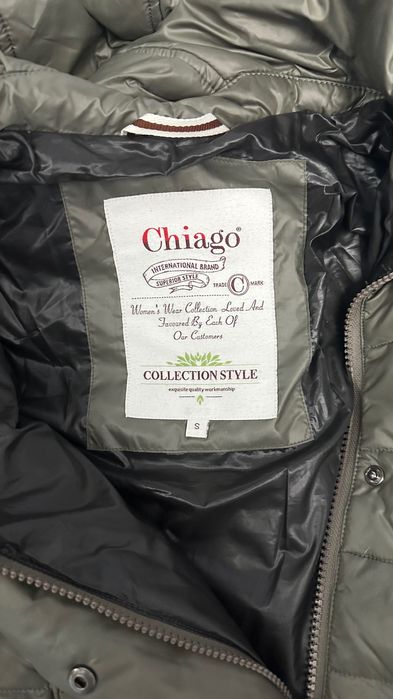 Chiago®
INTERNATIONAL BRAND
SUPERIOR STYLE
TRADE C MARK
Women's Wear Collection Loved And
Favoured By Each Of
Our Customers
COLLECTION STYLE
exquisite quality workmanship
S